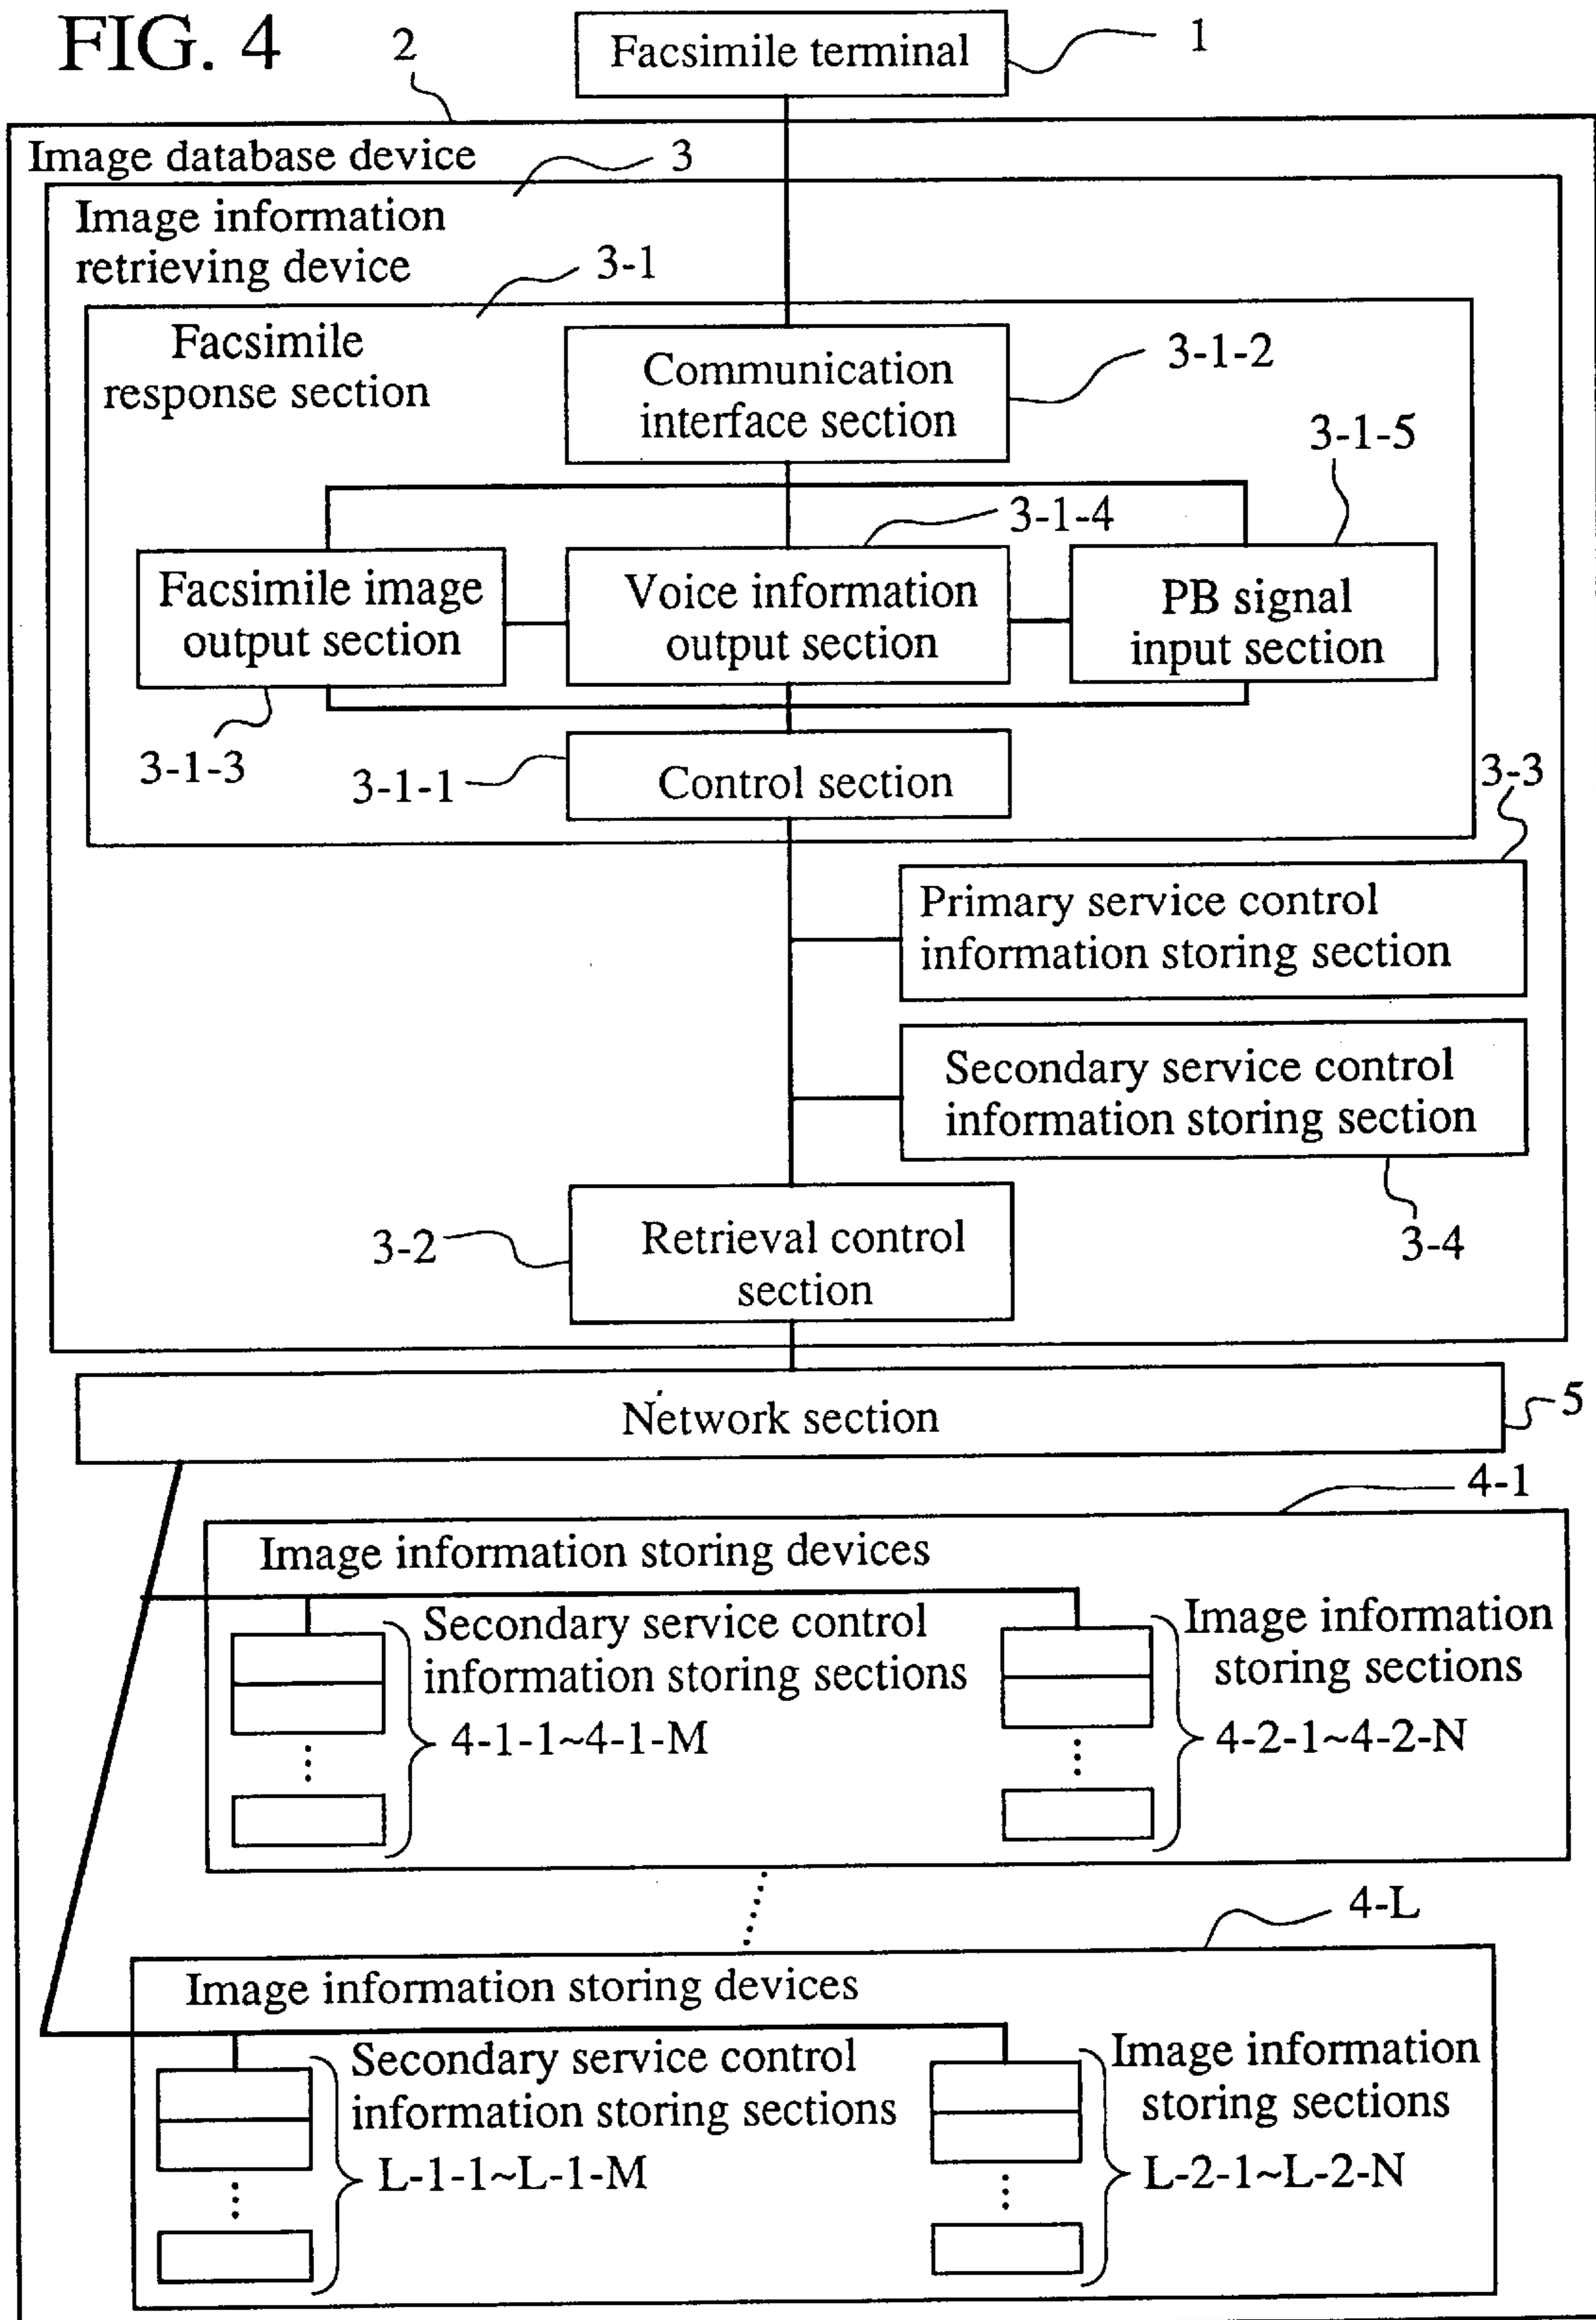 FIG. 4
2
Facsimile terminal
1
Image database device
3
Image information
retrieving device
3-1
Facsimile
response section
Communication
interface section
3-1-2
3-1-5
3-1-4
Facsimile image
output section
Voice information
output section
PB signal
input section
3-1-3
3-1-1
Control section
3-3
Primary service control
information storing section
Secondary service control
information storing section
3-4
3-2
Retrieval control
section
Network section
5
4-1
Image information storing devices
Secondary service control
information storing sections
4-1-1~4-1-M
Image information
storing sections
4-2-1~4-2-N
4-L
Image information storing devices
Secondary service control
information storing sections
L-1-1~L-1-M
Image information
storing sections
L-2-1~L-2-N